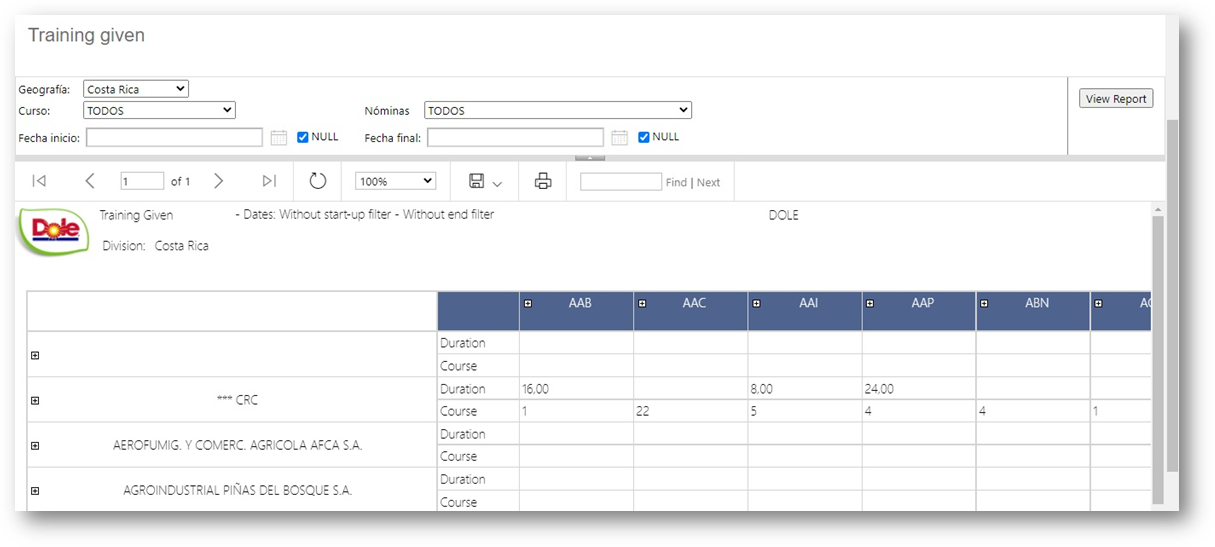 Training given
Geografía: Costa Rica
Curso: TODOS Nóminas TODOS View Report
Fecha inicio: NULL Fecha final: NULL
1 of 1 100% Find | Next
Dole Training Given - Dates: Without start-up filter - Without end filter DOLE
Division: Costa Rica
AAB AAC AAI AAP ABN
Duration
Course
Duration 16,00 8,00 24,00
*** CRC
Course 1 22 5 4 4 1
Duration
AEROFUMIG. Y COMERC. AGRICOLA AFCA S.A.
Course
Duration
AGROINDUSTRIAL PIÑAS DEL BOSQUE S.A.
Course